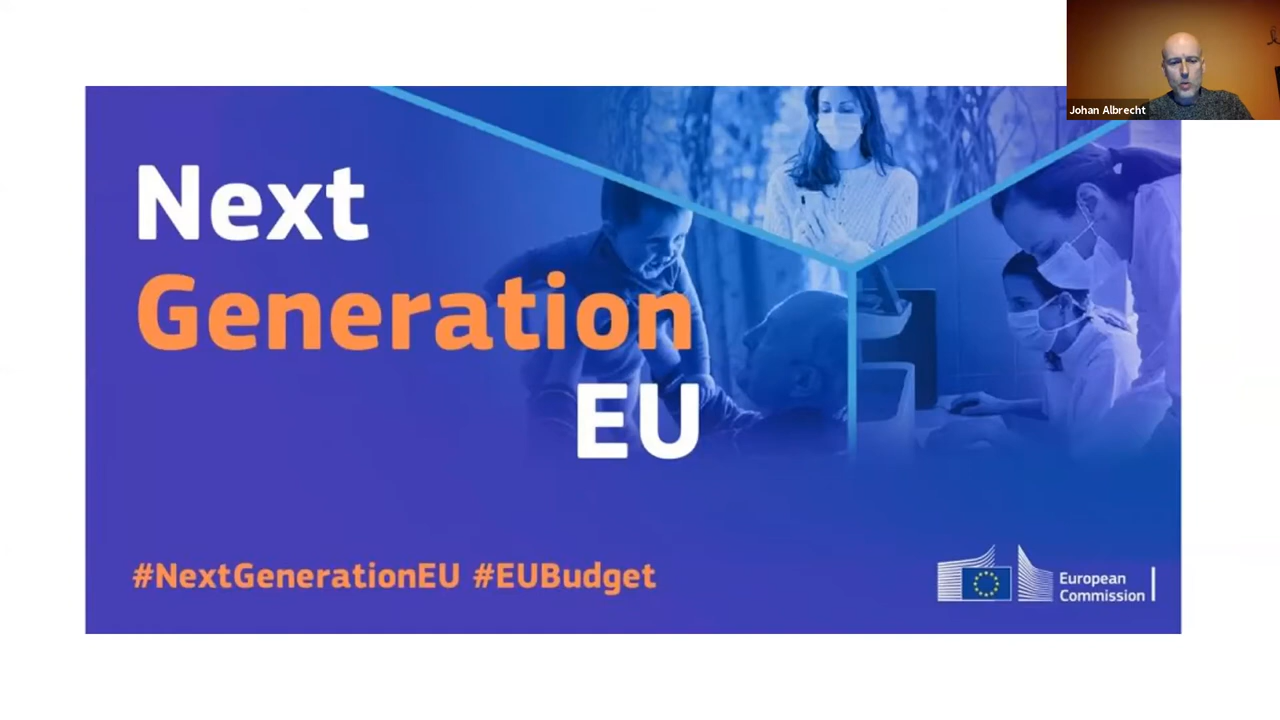 Johan Albrecht
Next
Generation
EU
#NextGenerationEU #EUBudget
European
Commission